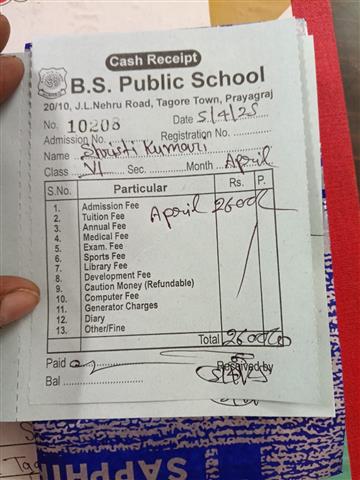 Cash Receipt
B.S. Public School
20/10, J.L.Nehru Road, Tagore Town, Prayagraj
No. 10208 Date 5/4/25
Admission No. Registration No.
Name Shristi Kumari
Class VI Sec. Month April
S.No. Particular Rs. P.
1. Admission Fee
2. Tuition Fee April 2600
3. Annual Fee
4. Medical Fee
5. Exam. Fee
6. Sports Fee
7. Library Fee
8. Development Fee
9. Caution Money (Refundable)
10. Computer Fee
11. Generator Charges
12. Diary
13. Other/Fine
Total 2600
Paid
Received by
Bal 5/4/25
SAPPHI